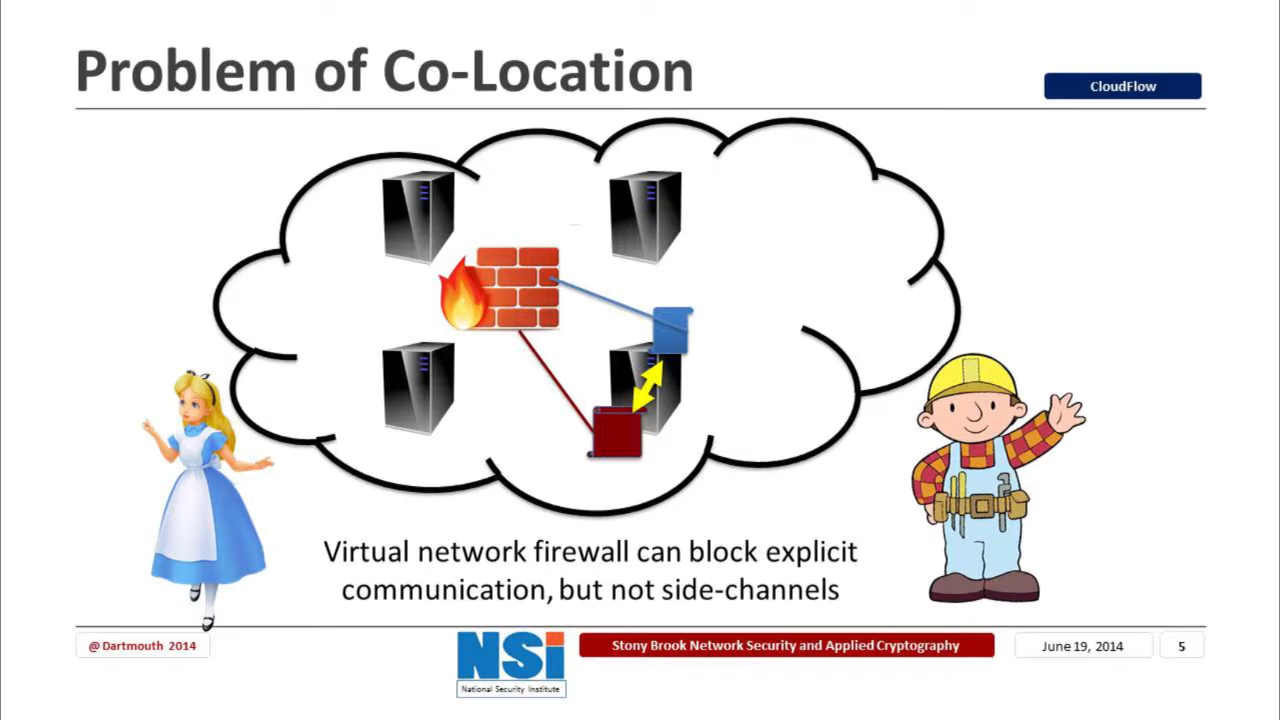 Problem of Co-Location
CloudFlow
Virtual network firewall can block explicit
communication, but not side-channels
@ Dartmouth 2014
NSi
National Security Institute
Stony Brook Network Security and Applied Cryptography
June 19, 2014
5